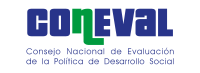 coneval
Consejo Nacional de Evaluación
de la Política de Desarrollo Social